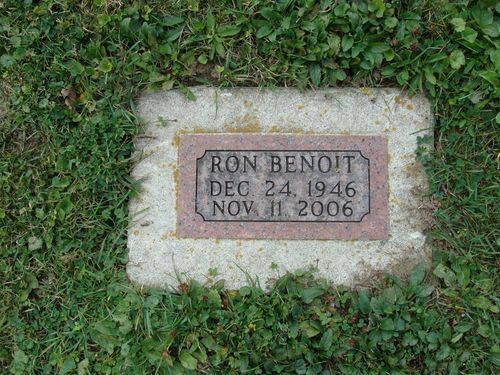 RON BENOIT
DEC 24 1946
NOV 11 2006